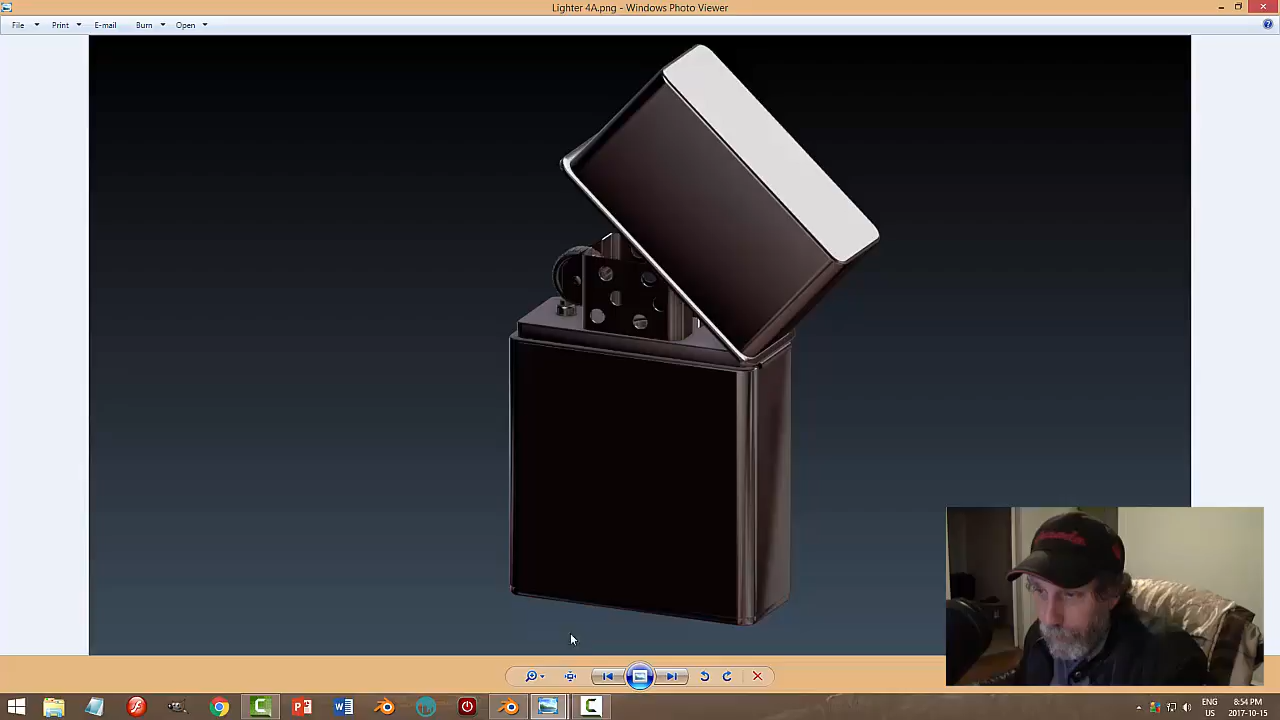 Lighter 4A.png - Windows Photo Viewer
File Print E-mail Burn Open
ENG 8:54 PM
US 2017-10-15